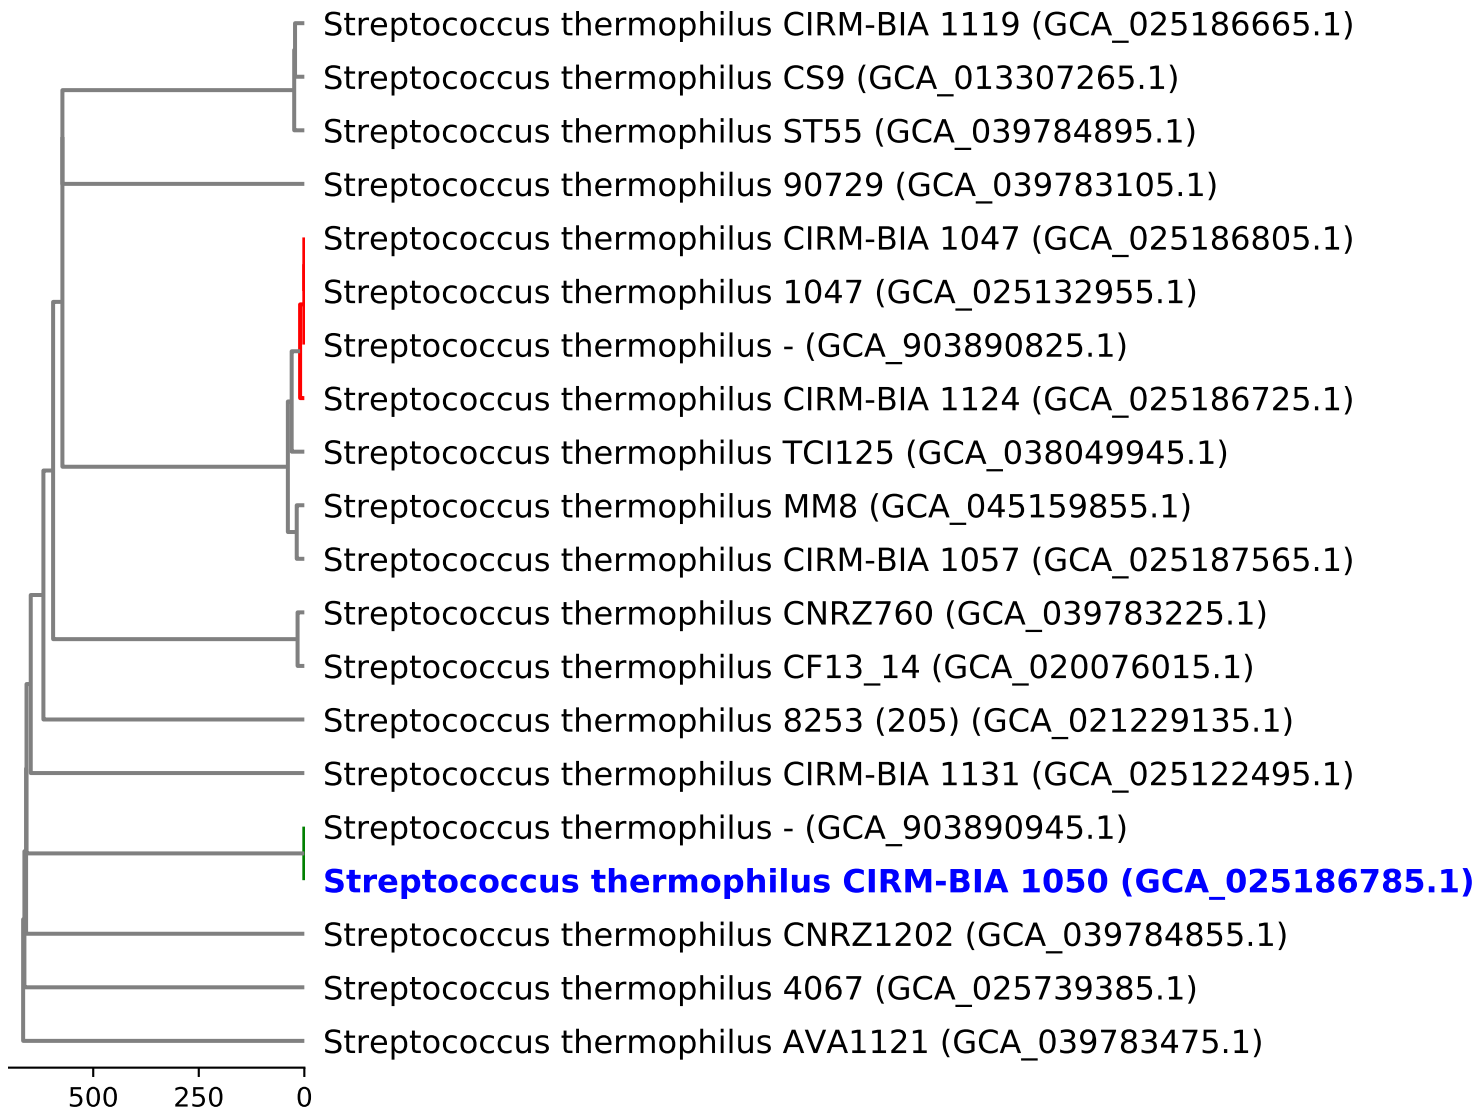 Streptococcus thermophilus CIRM-BIA 1119 (GCA_025186665.1)
Streptococcus thermophilus CS9 (GCA_013307265.1)
Streptococcus thermophilus ST55 (GCA_039784895.1)
Streptococcus thermophilus 90729 (GCA_039783105.1)
Streptococcus thermophilus CIRM-BIA 1047 (GCA_025186805.1)
Streptococcus thermophilus 1047 (GCA_025132955.1)
Streptococcus thermophilus - (GCA_903890825.1)
Streptococcus thermophilus CIRM-BIA 1124 (GCA_025186725.1)
Streptococcus thermophilus TCI125 (GCA_038049945.1)
Streptococcus thermophilus MM8 (GCA_045159855.1)
Streptococcus thermophilus CIRM-BIA 1057 (GCA_025187565.1)
Streptococcus thermophilus CNRZ760 (GCA_039783225.1)
Streptococcus thermophilus CF13_14 (GCA_020076015.1)
Streptococcus thermophilus 8253 (205) (GCA_021229135.1)
Streptococcus thermophilus CIRM-BIA 1131 (GCA_025122495.1)
Streptococcus thermophilus - (GCA_903890945.1)
Streptococcus thermophilus CIRM-BIA 1050 (GCA_025186785.1)
Streptococcus thermophilus CNRZ1202 (GCA_039784855.1)
Streptococcus thermophilus 4067 (GCA_025739385.1)
Streptococcus thermophilus AVA1121 (GCA_039783475.1)
500 250 0